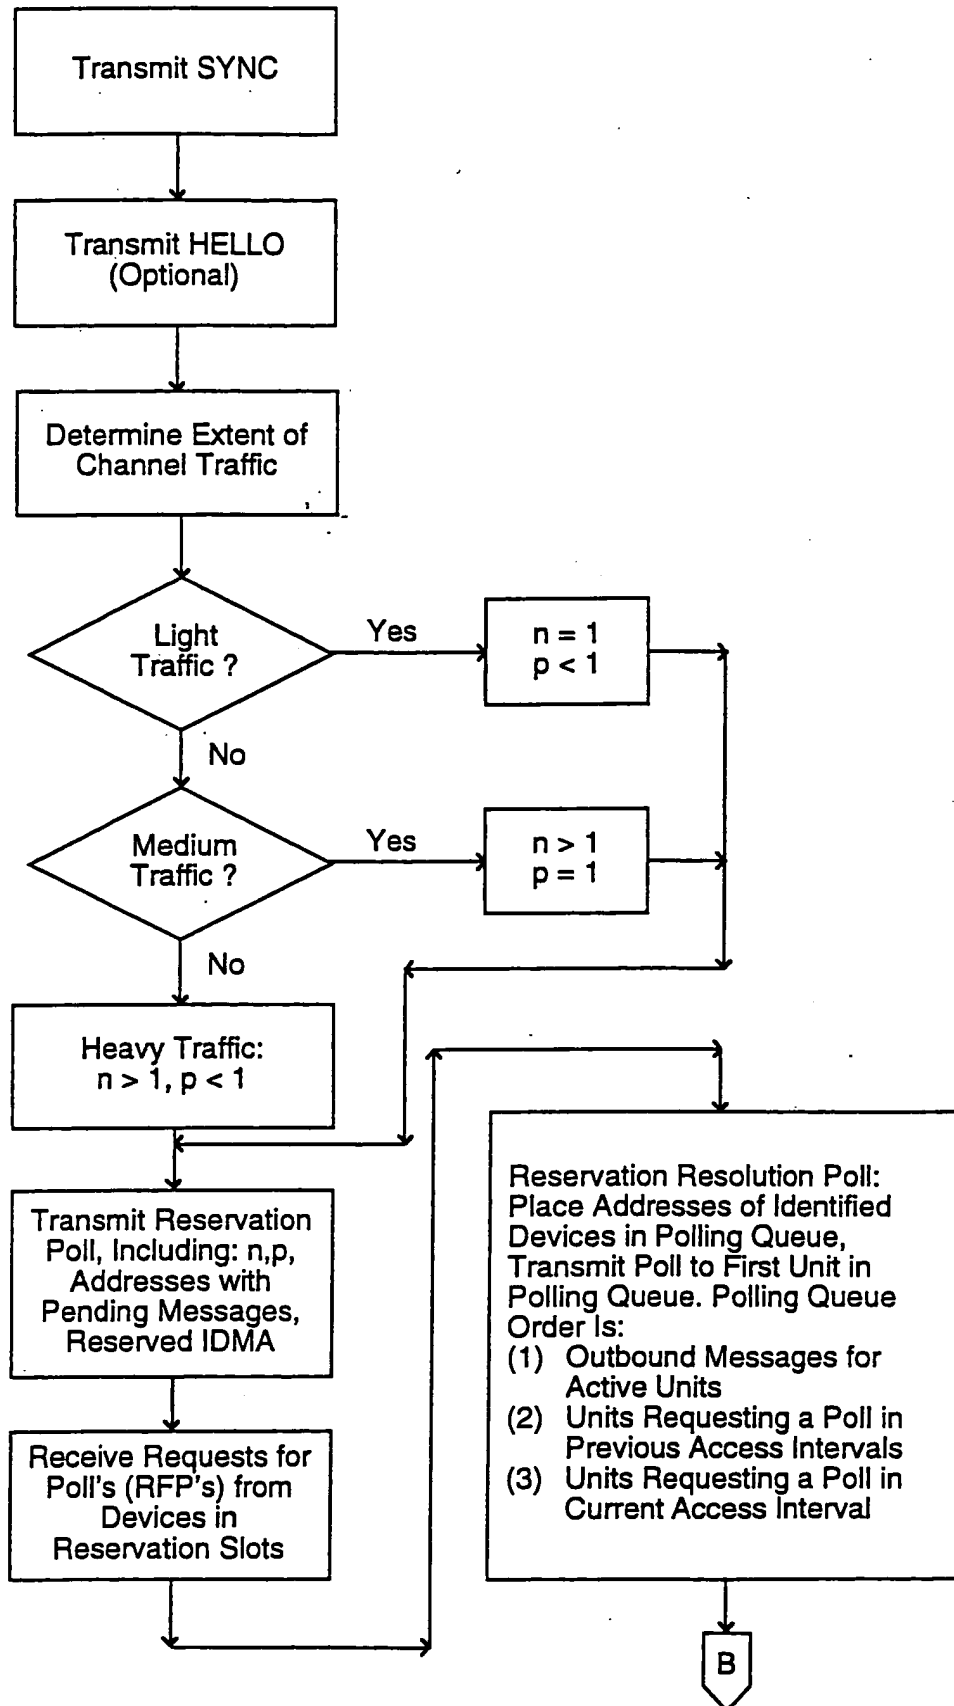 Transmit SYNC
Transmit HELLO
(Optional)
Determine Extent of
Channel Traffic
Light
Traffic ?
Yes
n = 1
p < 1
No
Medium
Traffic ?
Yes
n > 1
p = 1
No
Heavy Traffic:
n > 1, p < 1
Transmit Reservation
Poll, Including: n,p,
Addresses with
Pending Messages,
Reserved IDMA
Receive Requests for
Poll's (RFP's) from
Devices in
Reservation Slots
Reservation Resolution Poll:
Place Addresses of Identified
Devices in Polling Queue,
Transmit Poll to First Unit in
Polling Queue. Polling Queue
Order Is:
(1) Outbound Messages for
Active Units
(2) Units Requesting a Poll in
Previous Access Intervals
(3) Units Requesting a Poll in
Current Access Interval
B